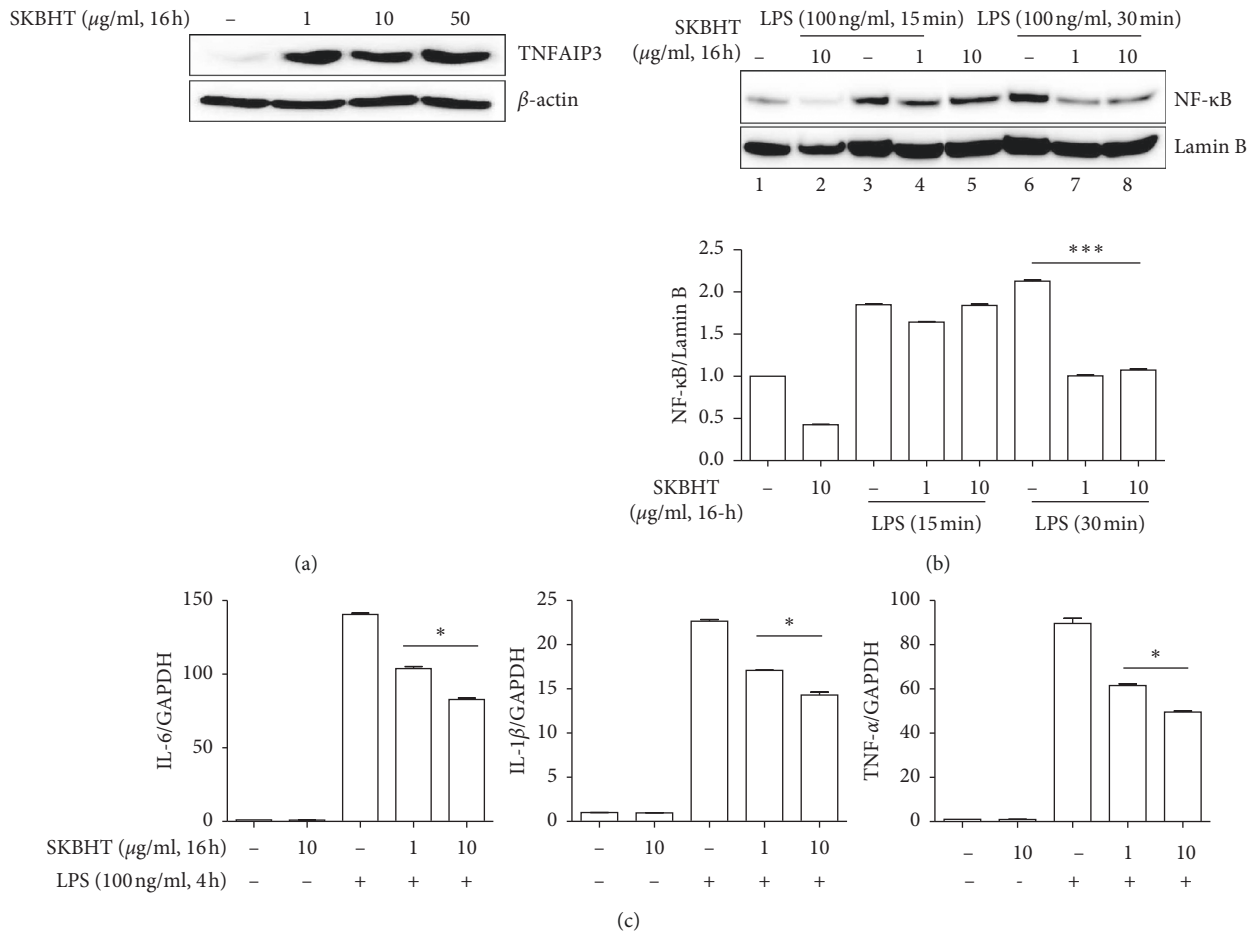 SKBHT (μg/ml, 16h) – 1 10 50
TNFAIP3
β-actin
(a)
LPS (100 ng/ml, 15 min) LPS (100 ng/ml, 30 min)
SKBHT
(μg/ml, 16h) – 10 – 1 10 – 1 10
NF-κB
Lamin B
1 2 3 4 5 6 7 8
NF-κB/Lamin B
2.5
2.0
1.5
1.0
0.5
0.0
***
SKBHT
(μg/ml, 16-h)
– 10 – 1 10 – 1 10
LPS (15 min) LPS (30 min)
(b)
IL-6/GAPDH
150
100
50
0
*
IL-1β/GAPDH
25
20
15
10
5
0
*
TNF-α/GAPDH
100
80
60
40
20
0
*
SKBHT (μg/ml, 16h) – 10 – 1 10 – 10 – 1 10 – 10 – 1 10
LPS (100 ng/ml, 4h) – – + + + – – + + + – - + + +
(c)